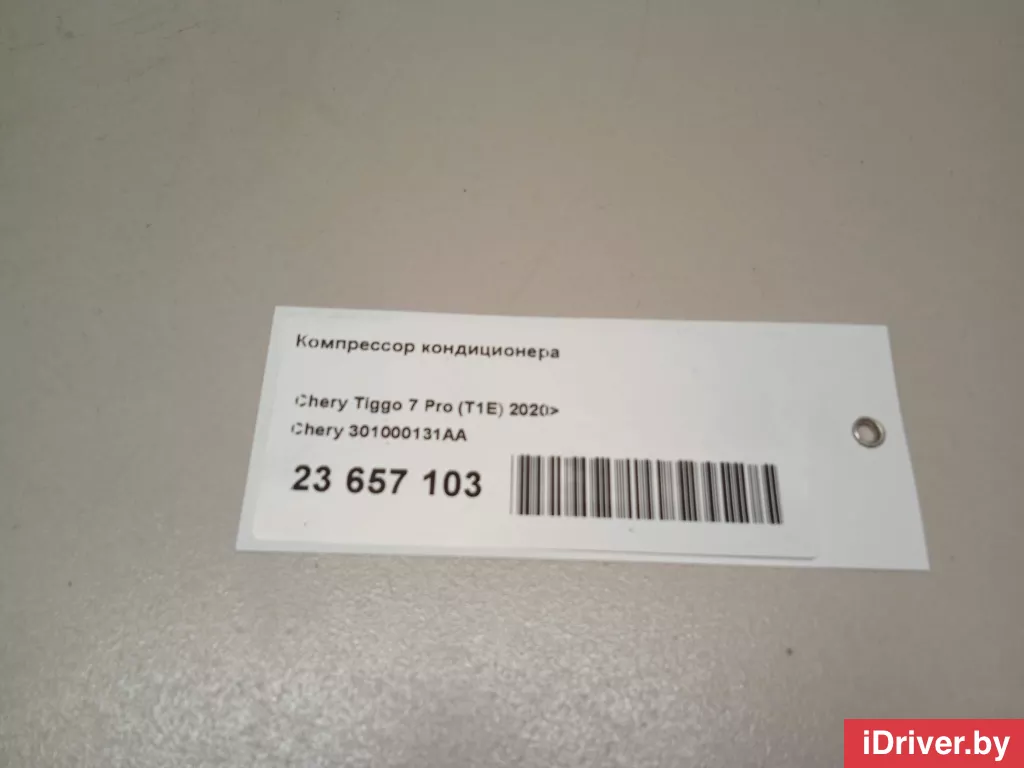 Компрессор кондиционера
Chery Tiggo 7 Pro (T1E) 2020>
Chery 301000131AA
23 657 103
iDriver.by